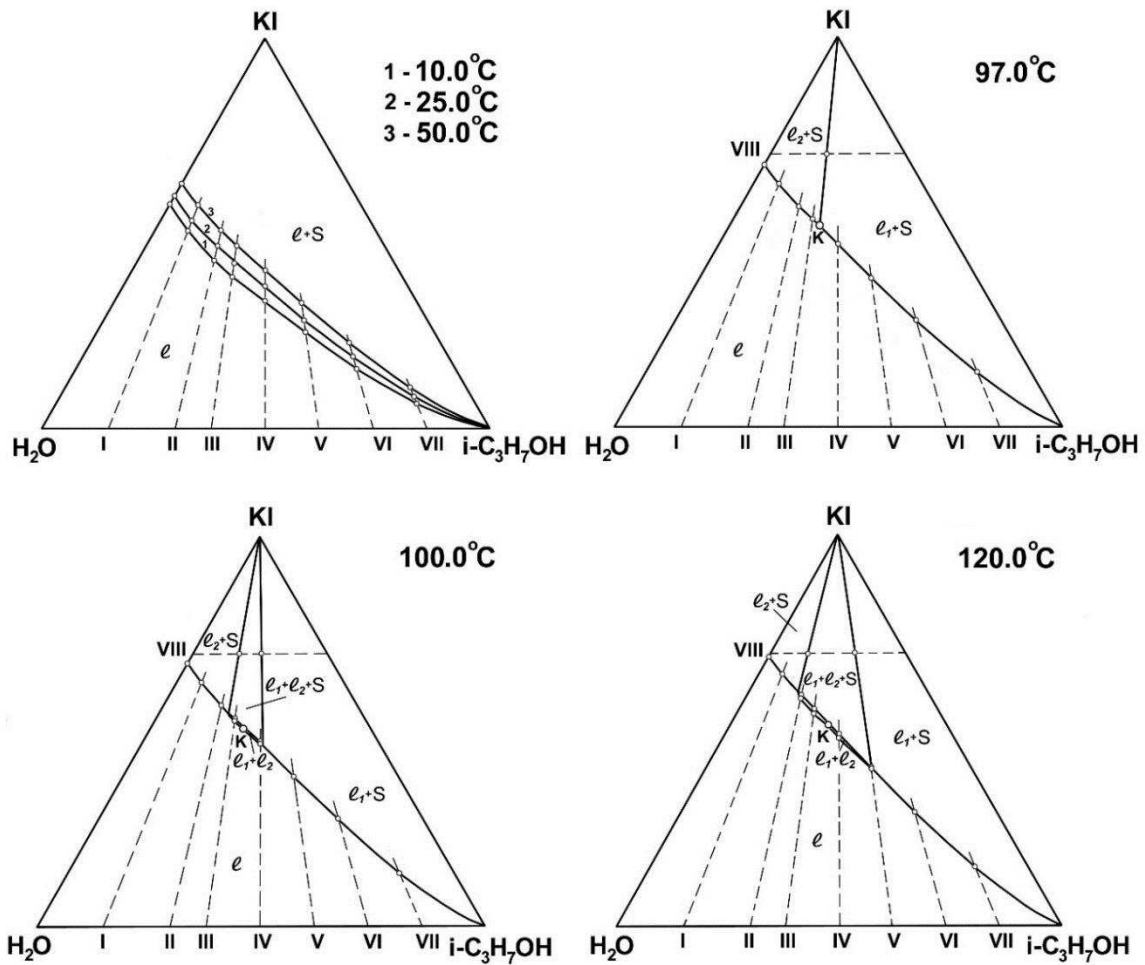 KI
1 - 10.0°C
2 - 25.0°C
3 - 50.0°C
3
2
1
ℓ+S
ℓ
H₂O I II III IV V VI VII i-C₃H₇OH
KI
97.0°C
ℓ₂+S
VIII
K
ℓ₁+S
ℓ
H₂O I II III IV V VI VII i-C₃H₇OH
KI
100.0°C
VIII ℓ₂+S
ℓ₁+ℓ₂+S
K
ℓ₁+ℓ₂
ℓ₁+S
ℓ
H₂O I II III IV V VI VII i-C₃H₇OH
KI
120.0°C
ℓ₂+S
VIII
ℓ₁+ℓ₂+S
K
ℓ₁+S
ℓ₁+ℓ₂
ℓ
H₂O I II III IV V VI VII i-C₃H₇OH